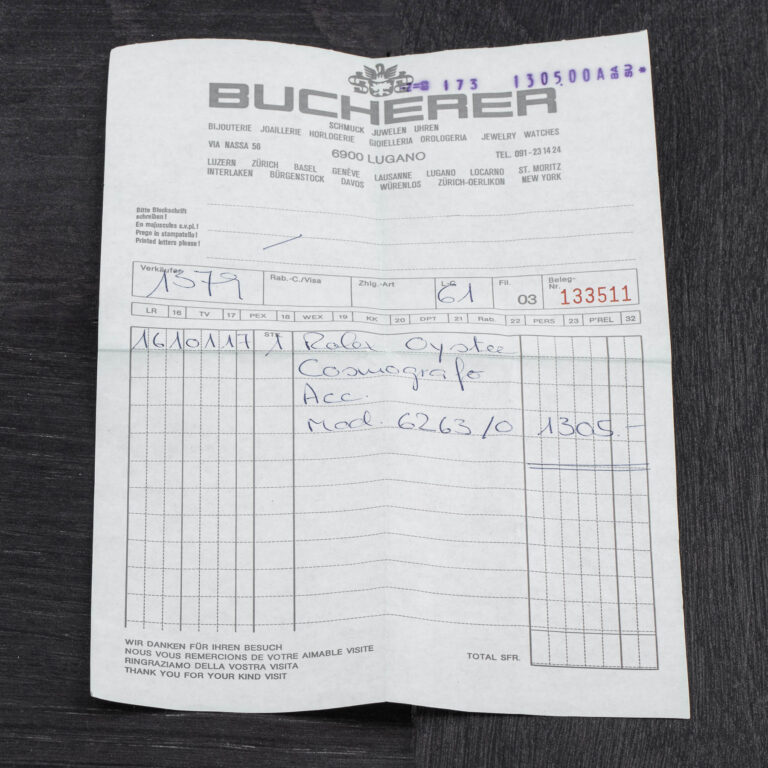 173 1305.00A
BUCHERER
SCHMUCK JUWELEN UHREN
BIJOUTERIE JOAILLERIE HORLOGERIE GIOIELLERIA OROLOGERIA JEWELRY WATCHES
VIA NASSA 56 6900 LUGANO TEL. 091-23 14 24
LUZERN ZÜRICH BASEL GENÈVE LAUSANNE LUGANO LOCARNO ST. MORITZ
INTERLAKEN BÜRGENSTOCK DAVOS WÜRENLOS ZÜRICH-OERLIKON NEW YORK
Bitte Blockschrift
schreiben!
En majuscules s.v.pl.!
Prego in stampatello!
Printed letters please!
Verkäufer Rab.-C./Visa Zhlg.-Art Fil. Beleg-
Nr.
1579 61 03 133511
LR 16 TV 17 PEX 18 WEX 19 KK 20 DPT 21 Rab. 22 PERS 23 P'REL 32
1610117 1 Rolex Oyster
Cosmografo
Acc.
Mod. 6263/0 1305.-
WIR DANKEN FÜR IHREN BESUCH
NOUS VOUS REMERCIONS DE VOTRE AIMABLE VISITE
RINGRAZIAMO DELLA VOSTRA VISITA
THANK YOU FOR YOUR KIND VISIT
TOTAL SFR.